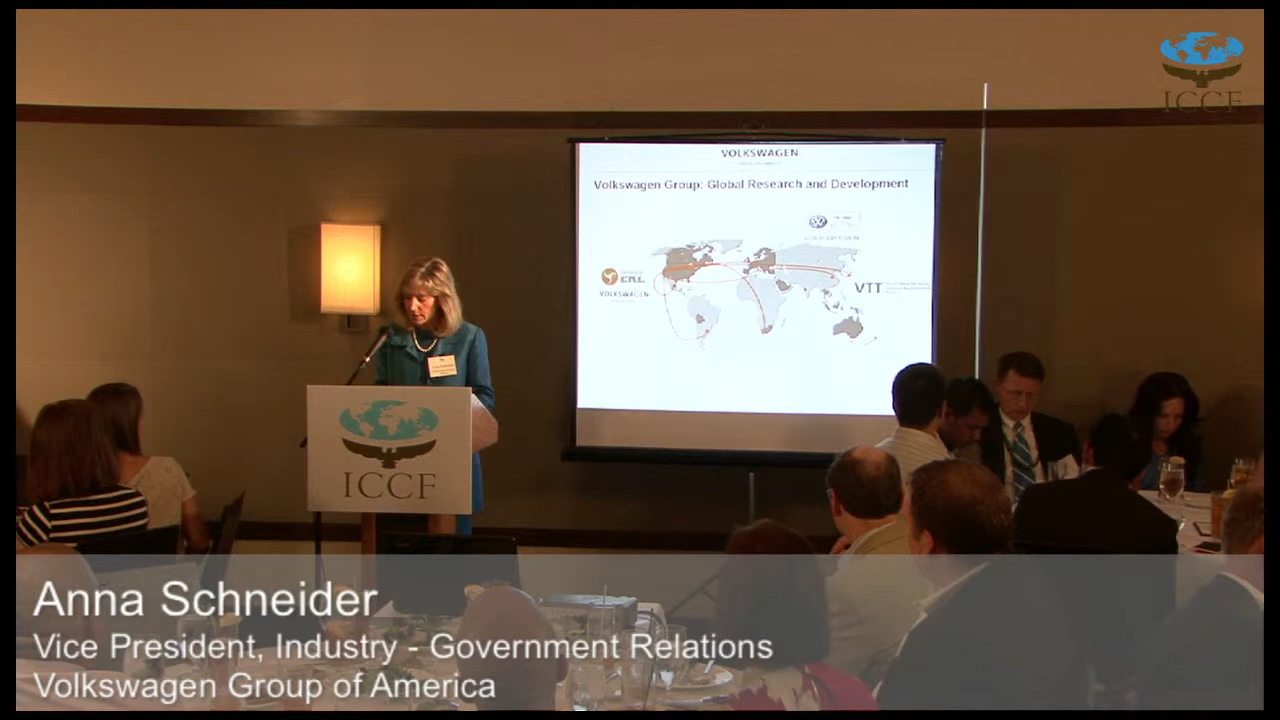 ICCF
VOLKSWAGEN
Volkswagen Group: Global Research and Development
VOLKSWAGEN
VTT
ICCF
Anna Schneider
Vice President, Industry - Government Relations
Volkswagen Group of America